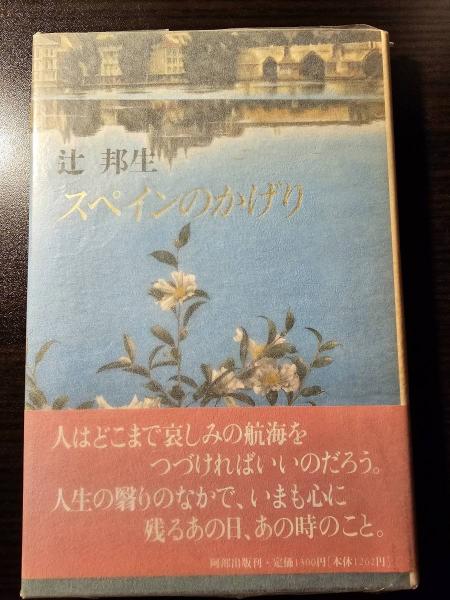 辻 邦生
スペインのかげり
人はどこまで哀しみの航海を
つづければいいのだろう。
人生の翳りのなかで、いまも心に
残るあの日、あの時のこと。
阿部出版刊・定価1300円〔本体1262円〕